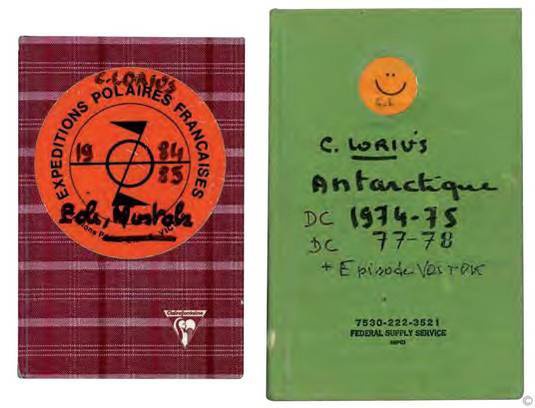 C. LORIUS
EXPEDITIONS POLAIRES FRANÇAISES
19 84
85
Clairefontaine
C. LORIUS
Antarctique
DC 1974-75
DC 77-78
+ Episode VOSTOK
7530-222-3521
FEDERAL SUPPLY SERVICE
©